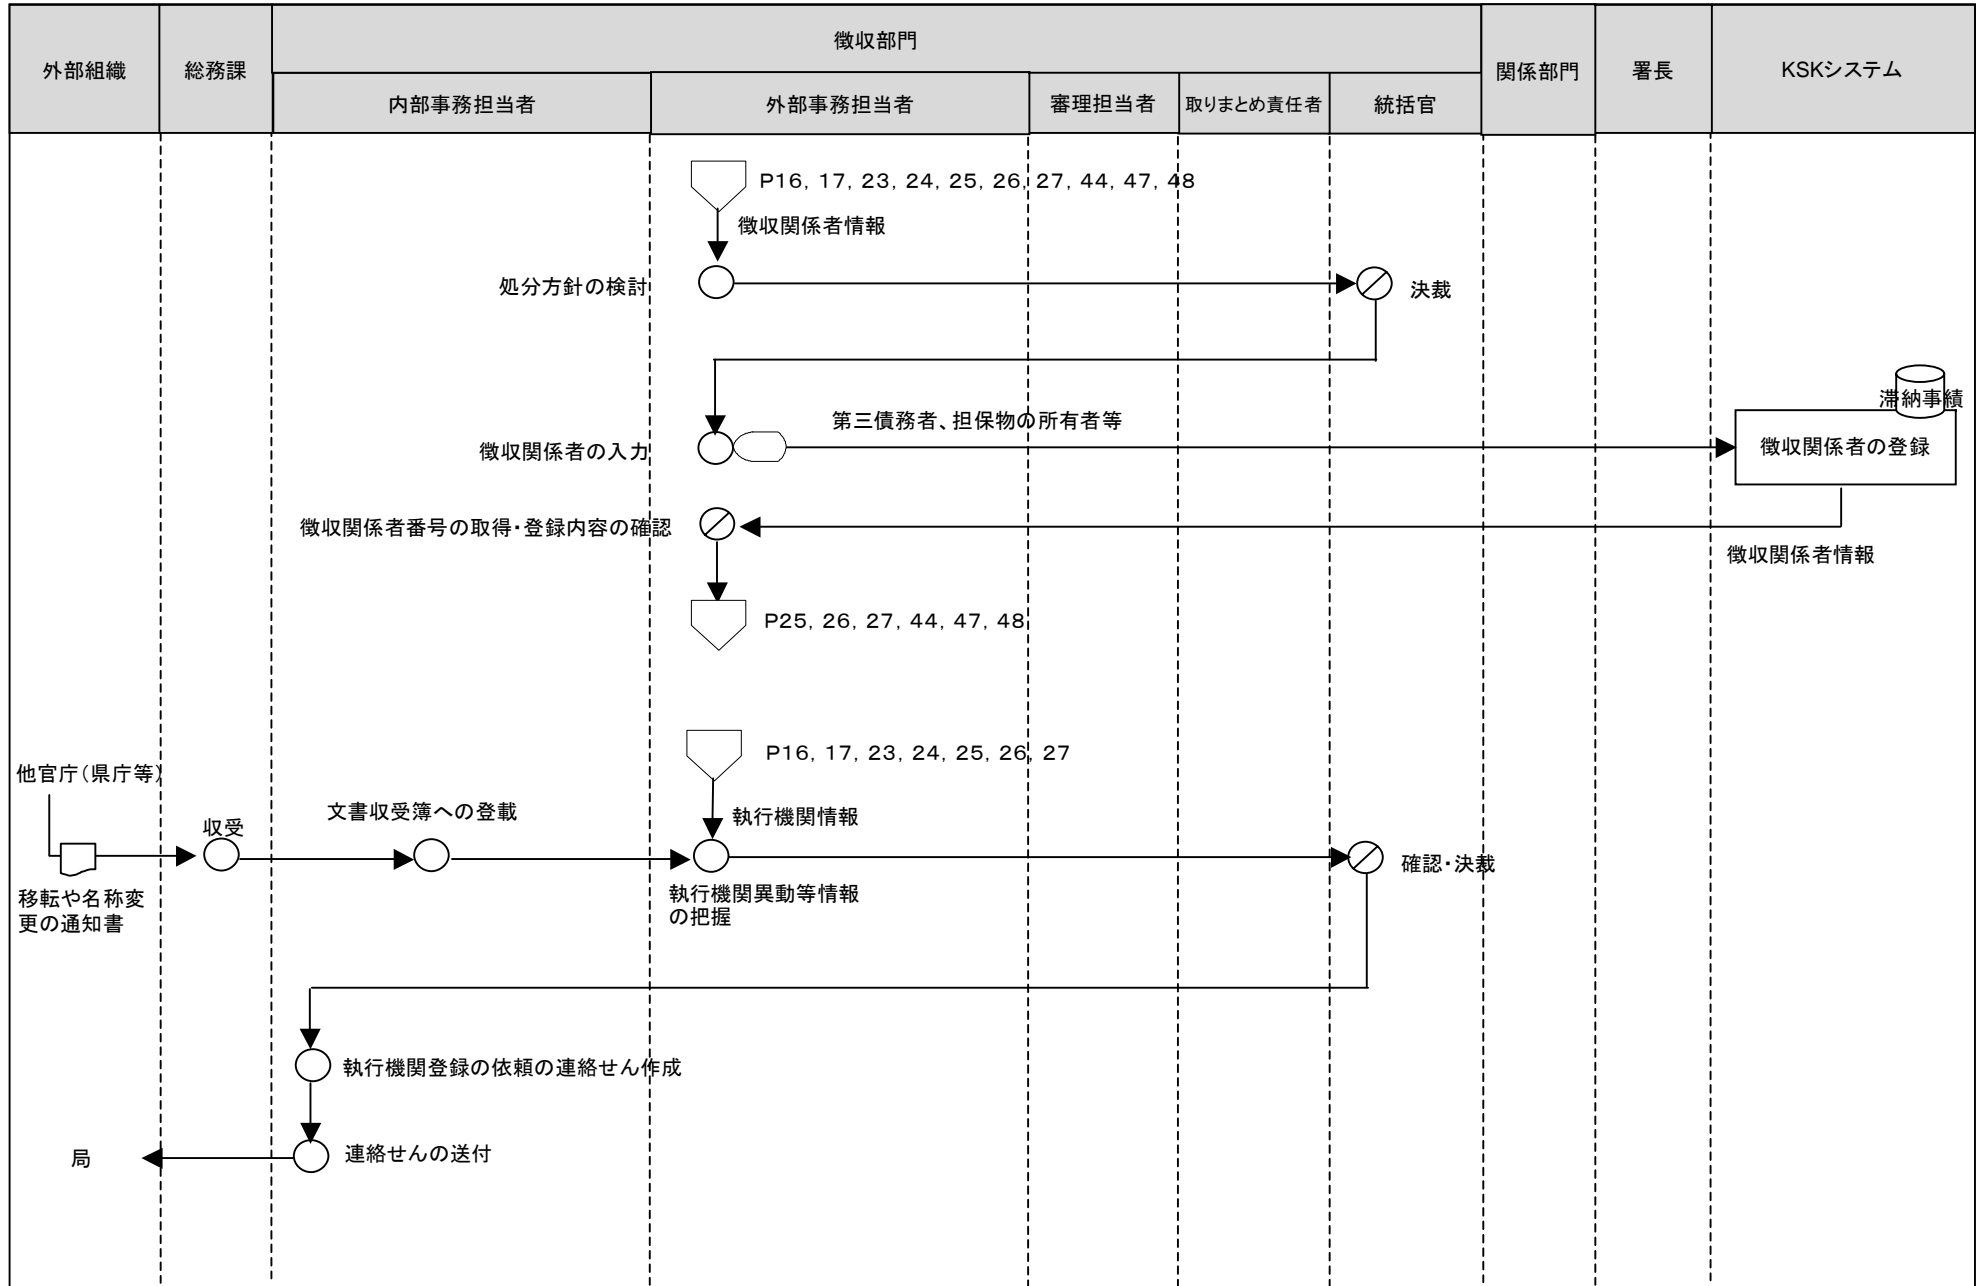 外部組織
総務課
徴収部門
内部事務担当者
外部事務担当者
審理担当者
取りまとめ責任者
統括官
関係部門
署長
KSKシステム
P16, 17, 23, 24, 25, 26, 27, 44, 47, 48
徴収関係者情報
処分方針の検討
決裁
滞納事績
第三債務者、担保物の所有者等
徴収関係者の入力
徴収関係者の登録
徴収関係者番号の取得・登録内容の確認
徴収関係者情報
P25, 26, 27, 44, 47, 48
P16, 17, 23, 24, 25, 26, 27
他官庁(県庁等)
文書収受簿への登載
執行機関情報
収受
確認・決裁
移転や名称変
更の通知書
執行機関異動等情報
の把握
執行機関登録の依頼の連絡せん作成
連絡せんの送付
局